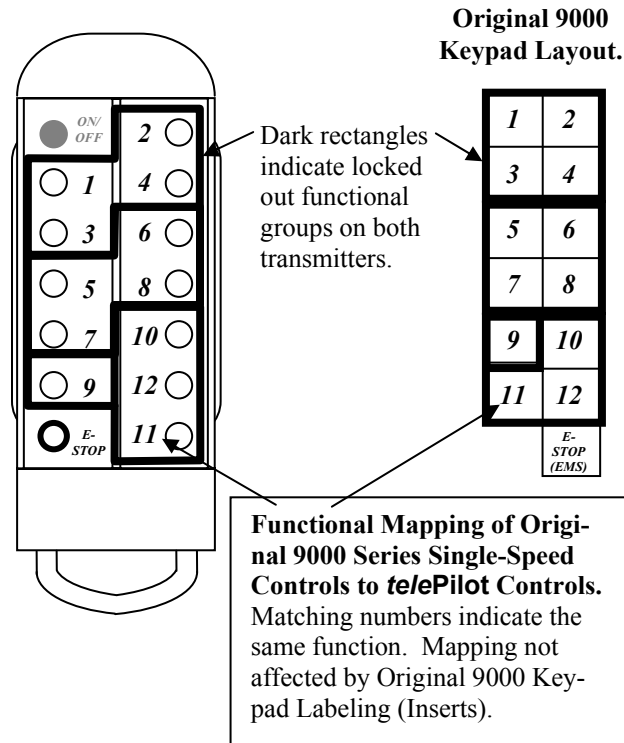 Original 9000
Keypad Layout.
ON/
OFF
2
4
1
3
6
8
5
7
10
12
11
9
E-
STOP
Dark rectangles
indicate locked
out functional
groups on both
transmitters.
1 2
3 4
5 6
7 8
9 10
11 12
E-
STOP
(EMS)
Functional Mapping of Origi-
nal 9000 Series Single-Speed
Controls to telePilot Controls.
Matching numbers indicate the
same function. Mapping not
affected by Original 9000 Key-
pad Labeling (Inserts).